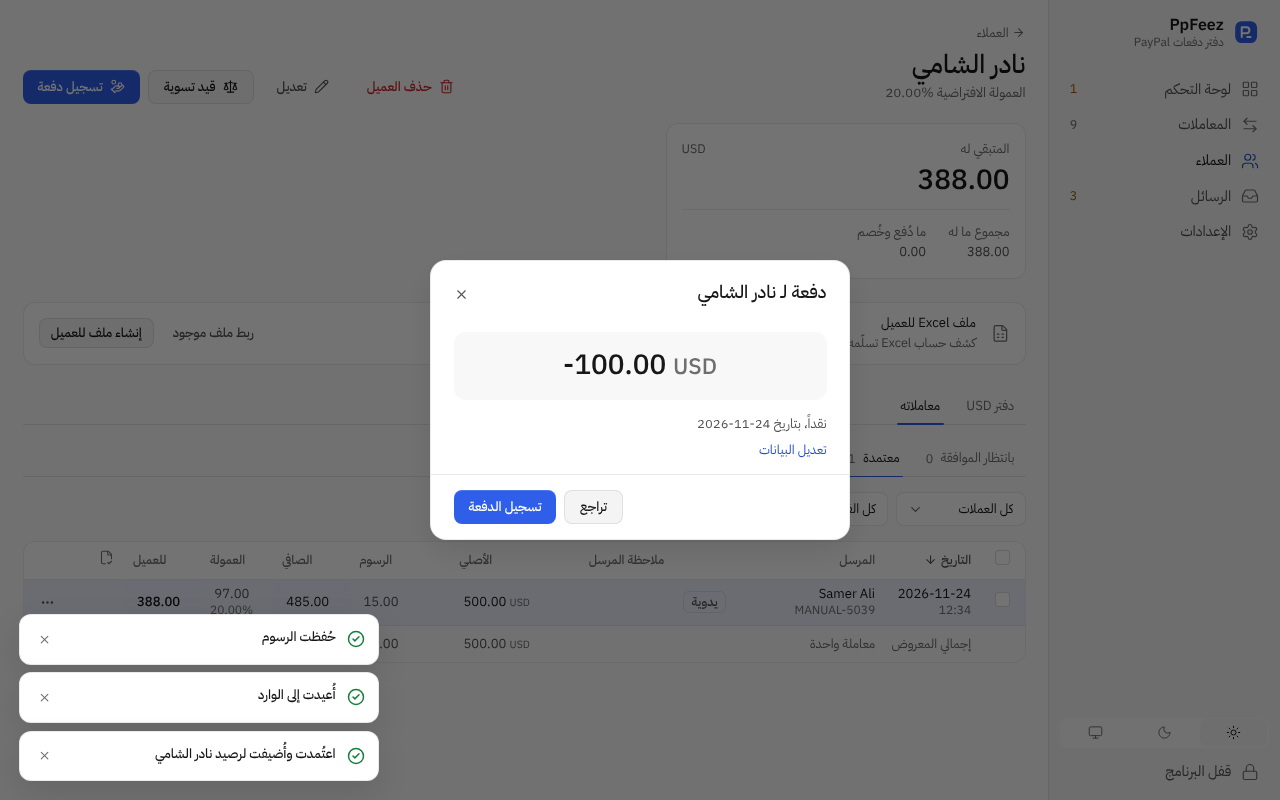 PpFeez
دفتر دفعات PayPal
لوحة التحكم 1
المعاملات 9
العملاء
الرسائل 3
الإعدادات
قفل البرنامج
→ العملاء
نادر الشامي
العمولة الافتراضية 20.00%
حذف العميل
تعديل
قيد تسوية
تسجيل دفعة
المتبقي له USD
388.00
مجموع ما له ما دُفع وخُصم
388.00 0.00
ملف Excel للعميل
كشف حساب Excel تسلّمه
ربط ملف موجود
إنشاء ملف للعميل
دفتر USD معاملاته
بانتظار الموافقة 0 معتمدة 1
كل العملات
دفعة لـ نادر الشامي
-100.00 USD
نقداً، بتاريخ 2026-11-24
تعديل البيانات
تراجع
تسجيل الدفعة
التاريخ ↓ المرسل ملاحظة المرسل الأصلي الرسوم الصافي العمولة للعميل
2026-11-24 Samer Ali يدوية 500.00 USD 15.00 485.00 97.00 388.00
12:34 MANUAL-5039 20.00%
إجمالي المعروض معاملة واحدة 500.00 USD
حُفظت الرسوم
أُعيدت إلى الوارد
اعتُمدت وأُضيفت لرصيد نادر الشامي